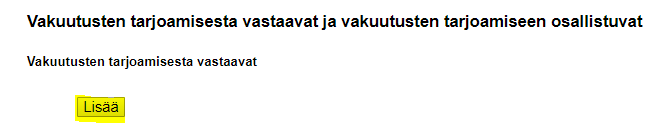 Vakuutusten tarjoamisesta vastaavat ja vakuutusten tarjoamiseen osallistuvat
Vakuutusten tarjoamisesta vastaavat
Lisää